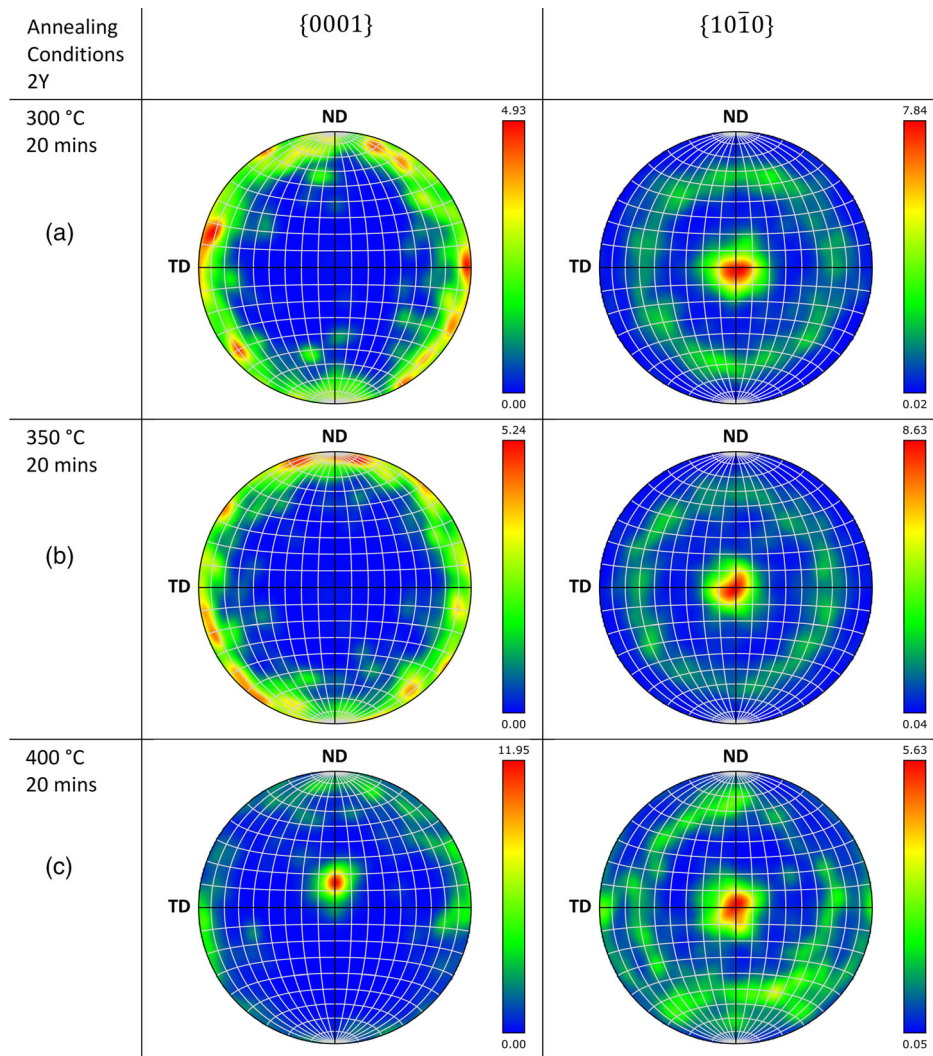 Annealing
Conditions
2Y
{0001}
{101̅0}
300 °C
20 mins
(a)
ND
TD
4.93
0.00
ND
TD
7.84
0.02
350 °C
20 mins
(b)
ND
TD
5.24
0.00
ND
TD
8.63
0.04
400 °C
20 mins
(c)
ND
TD
11.95
0.00
ND
TD
5.63
0.05